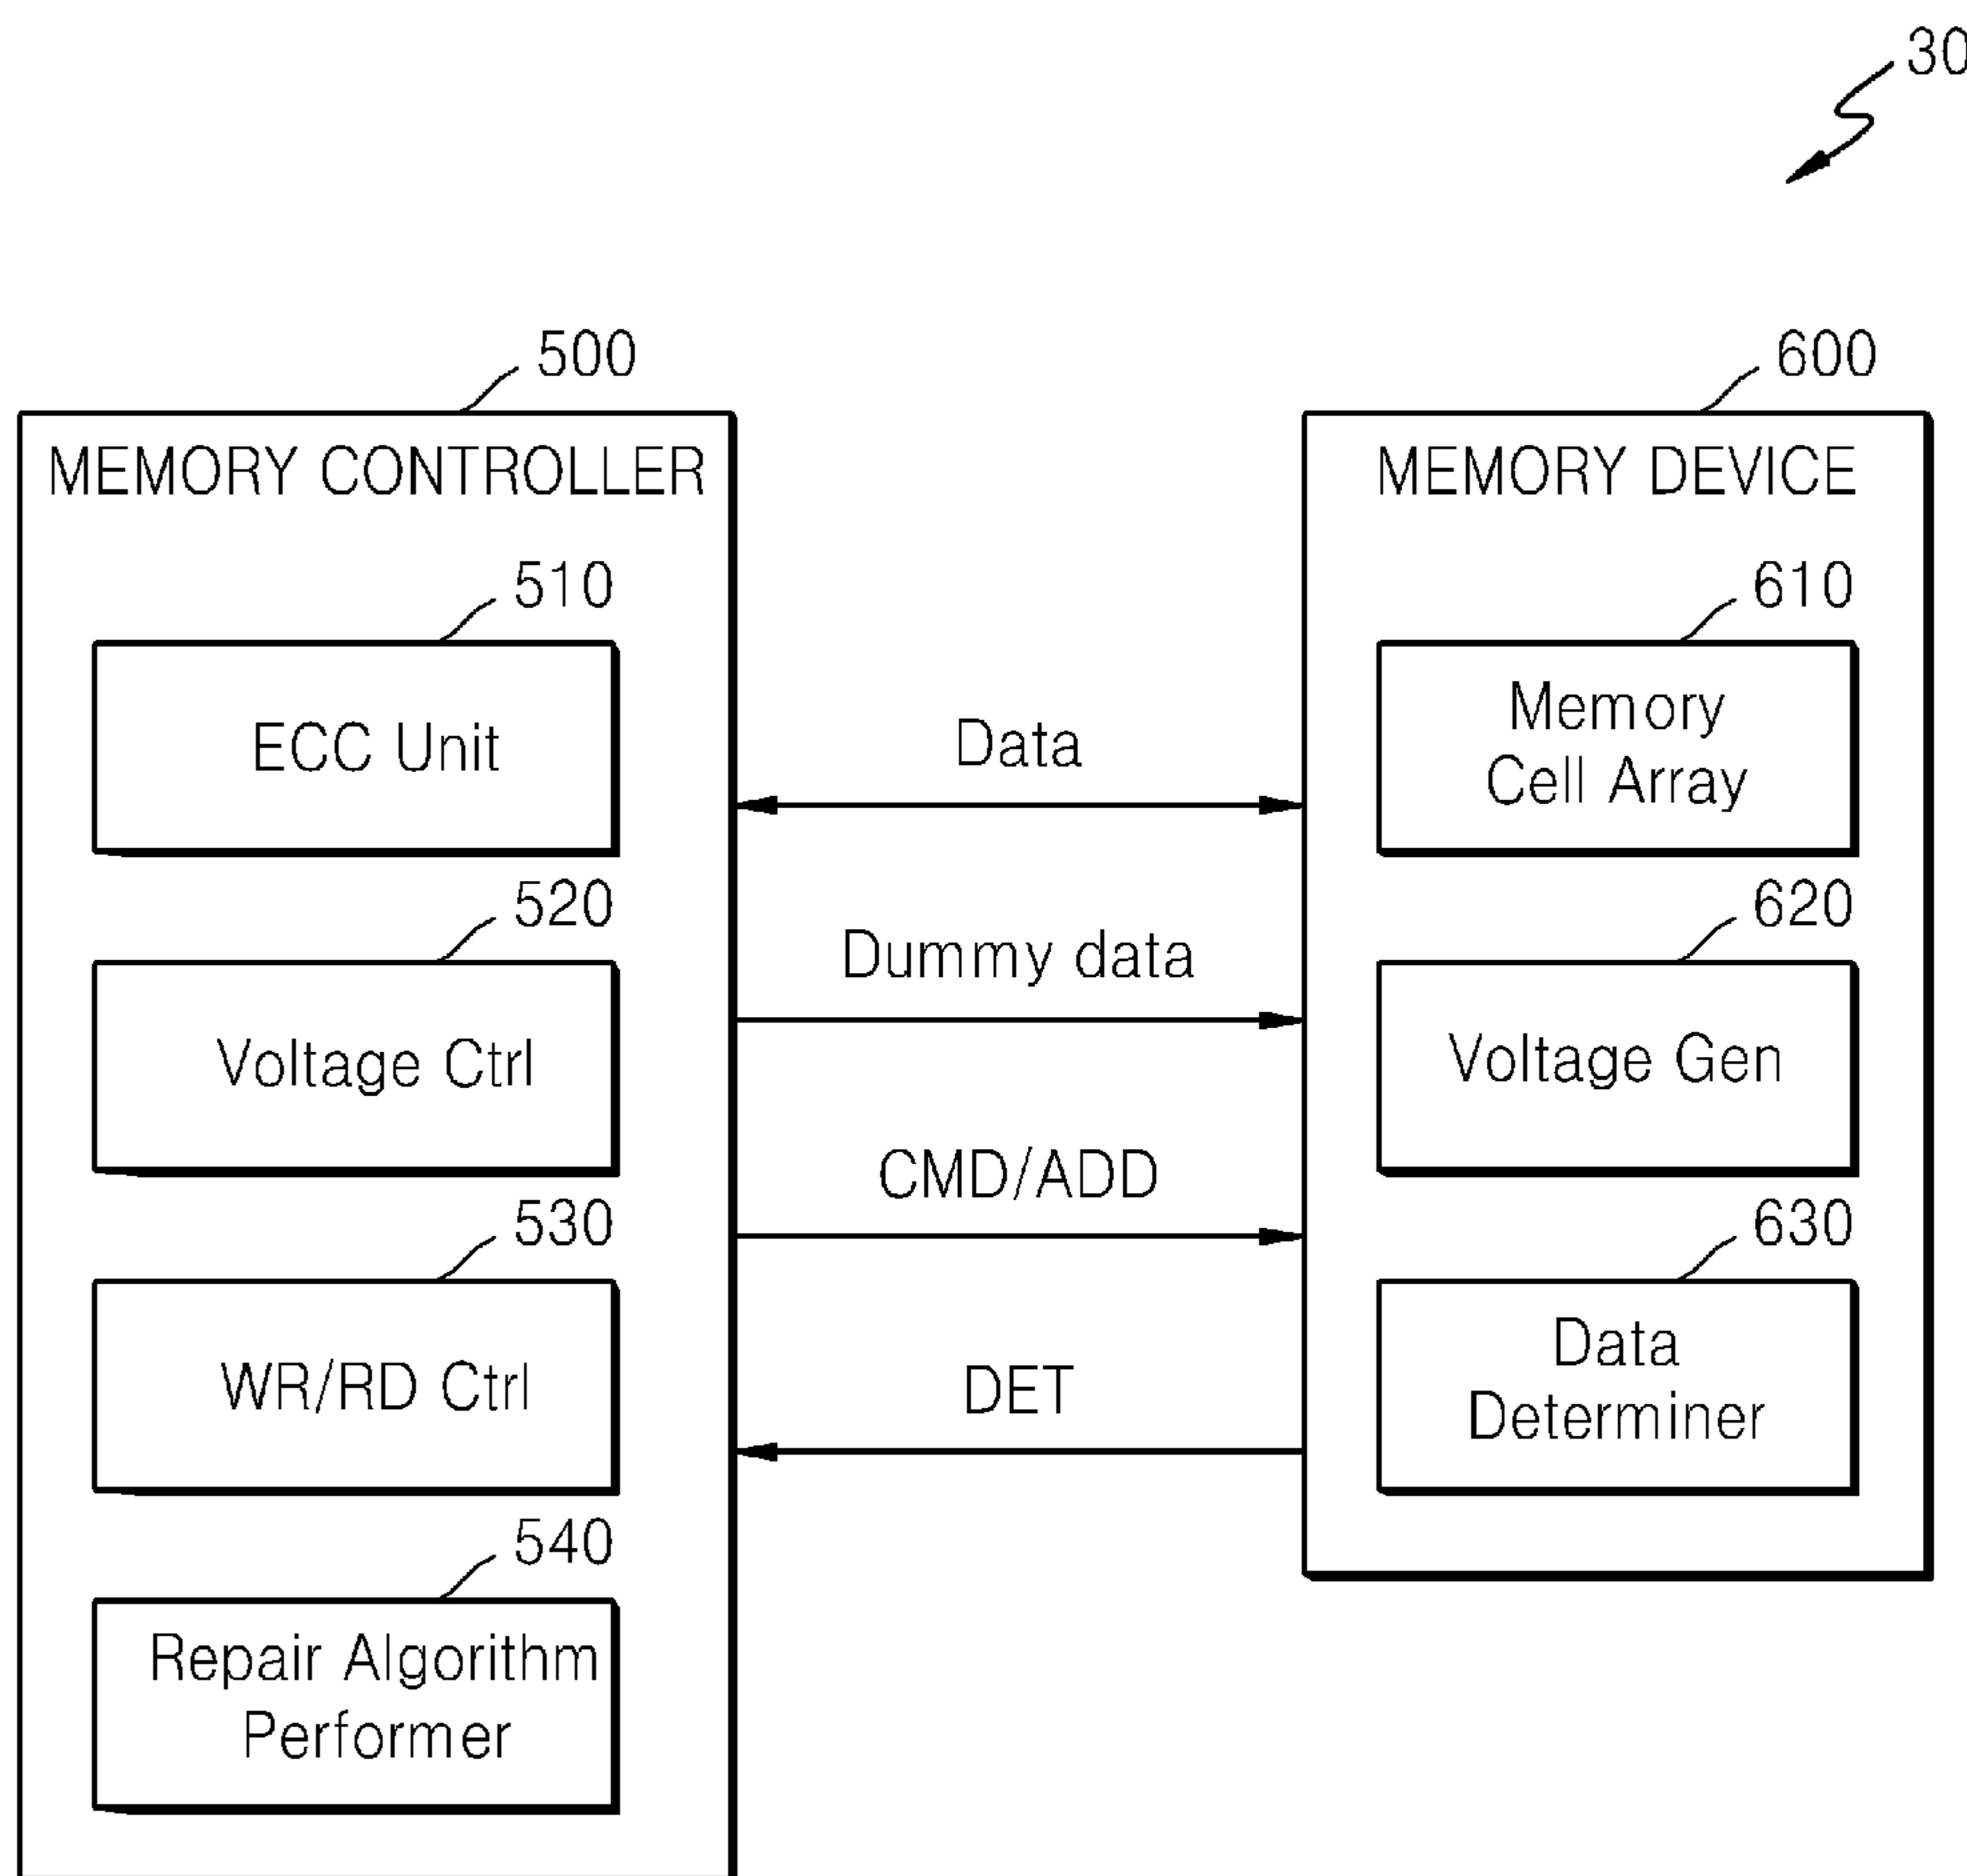 30
500
600
MEMORY CONTROLLER
MEMORY DEVICE
510
610
ECC Unit
Data
Memory
Cell Array
520
620
Dummy data
Voltage Ctrl
Voltage Gen
CMD/ADD
530
630
WR/RD Ctrl
DET
Data
Determiner
540
Repair Algorithm
Performer